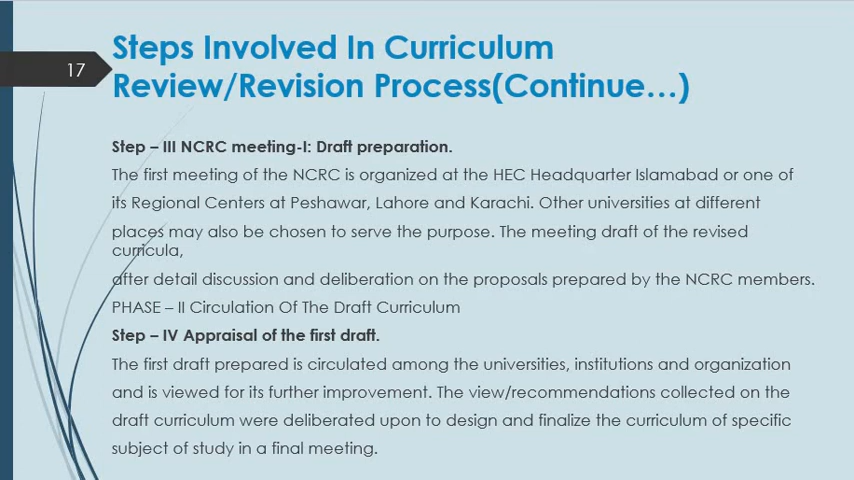 17
Steps Involved In Curriculum
Review/Revision Process(Continue...)
Step – III NCRC meeting-I: Draft preparation.
The first meeting of the NCRC is organized at the HEC Headquarter Islamabad or one of
its Regional Centers at Peshawar, Lahore and Karachi. Other universities at different
places may also be chosen to serve the purpose. The meeting draft of the revised
curricula,
after detail discussion and deliberation on the proposals prepared by the NCRC members.
PHASE – II Circulation Of The Draft Curriculum
Step – IV Appraisal of the first draft.
The first draft prepared is circulated among the universities, institutions and organization
and is viewed for its further improvement. The view/recommendations collected on the
draft curriculum were deliberated upon to design and finalize the curriculum of specific
subject of study in a final meeting.